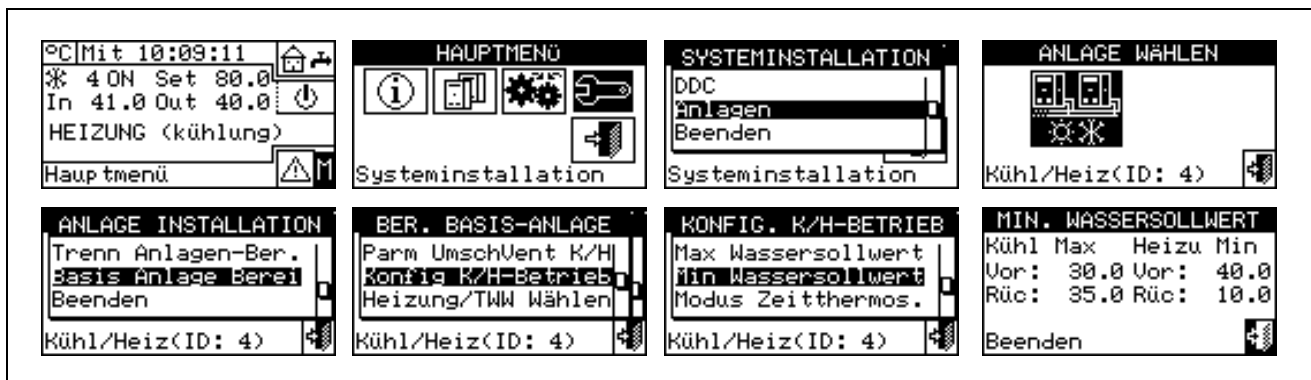 °C Mit 10:09:11
4 ON Set 80.0
In 41.0 Out 40.0
HEIZUNG (kühlung)
Hauptmenü M
HAUPTMENÜ
Systeminstallation
SYSTEMINSTALLATION
DDC
Anlagen
Beenden
Systeminstallation
ANLAGE WÄHLEN
Kühl/Heiz(ID: 4)
ANLAGE INSTALLATION
Trenn Anlagen-Ber.
Basis Anlage Berei
Beenden
Kühl/Heiz(ID: 4)
BER. BASIS-ANLAGE
Parm UmschVent K/H
Konfig K/H-Betrieb
Heizung/TWW Wählen
Kühl/Heiz(ID: 4)
KONFIG. K/H-BETRIEB
Max Wassersollwert
Min Wassersollwert
Modus Zeitthermos.
Kühl/Heiz(ID: 4)
MIN. WASSERSOLLWERT
Kühl Max Heizu Min
Vor: 30.0 Vor: 40.0
Rüc: 35.0 Rüc: 10.0
Beenden